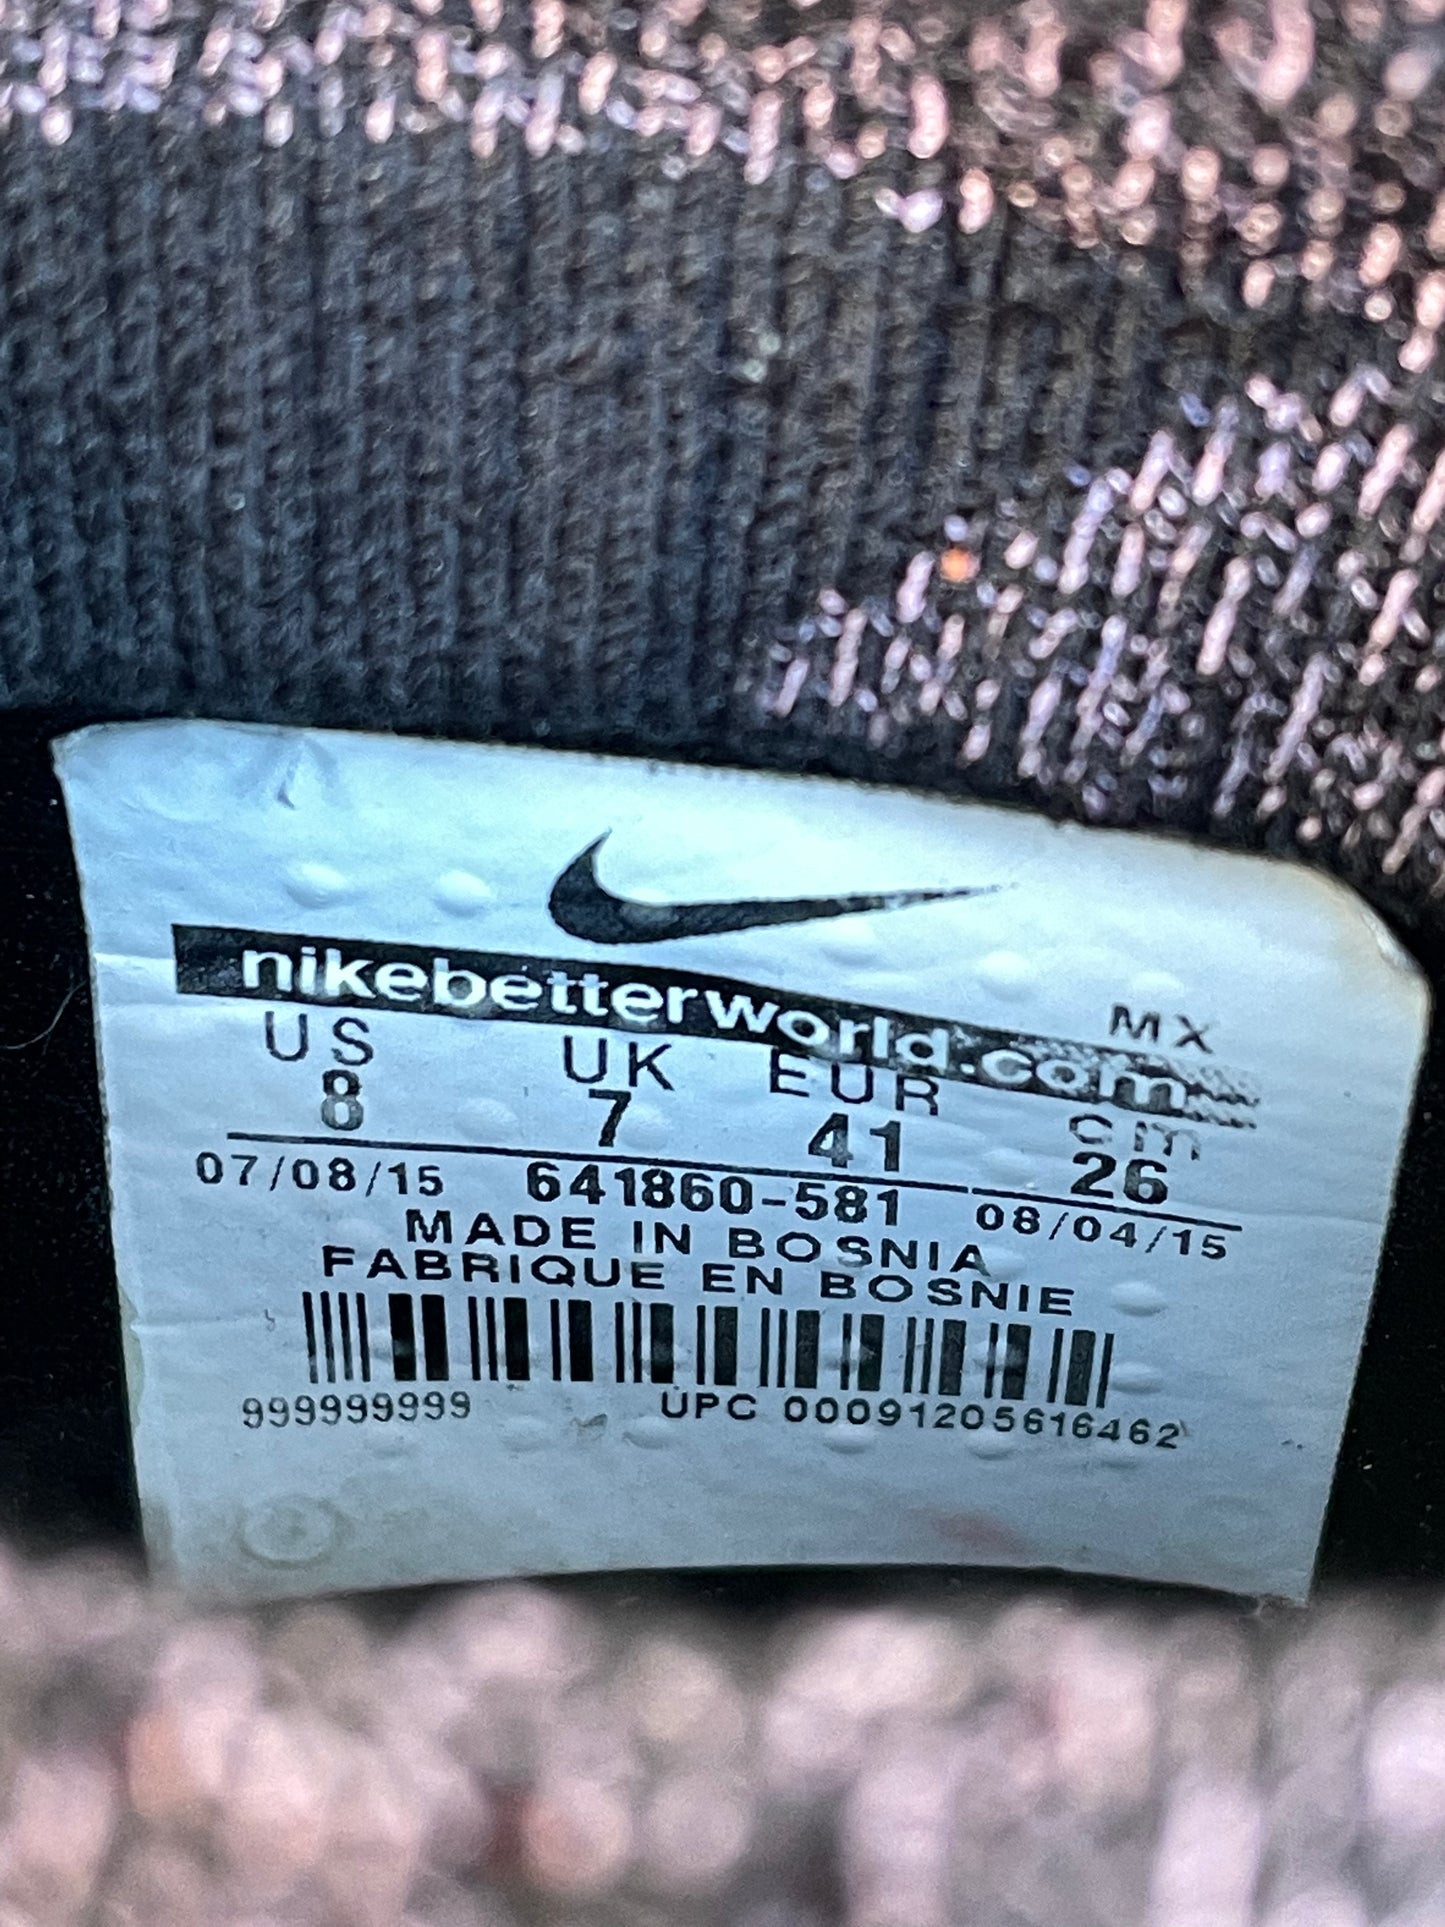 nikebetterworld.com
MX
US UK EUR cm
8 7 41 26
07/08/15 641860-581 08/04/15
MADE IN BOSNIA
FABRIQUE EN BOSNIE
999999999 UPC 00091205616462